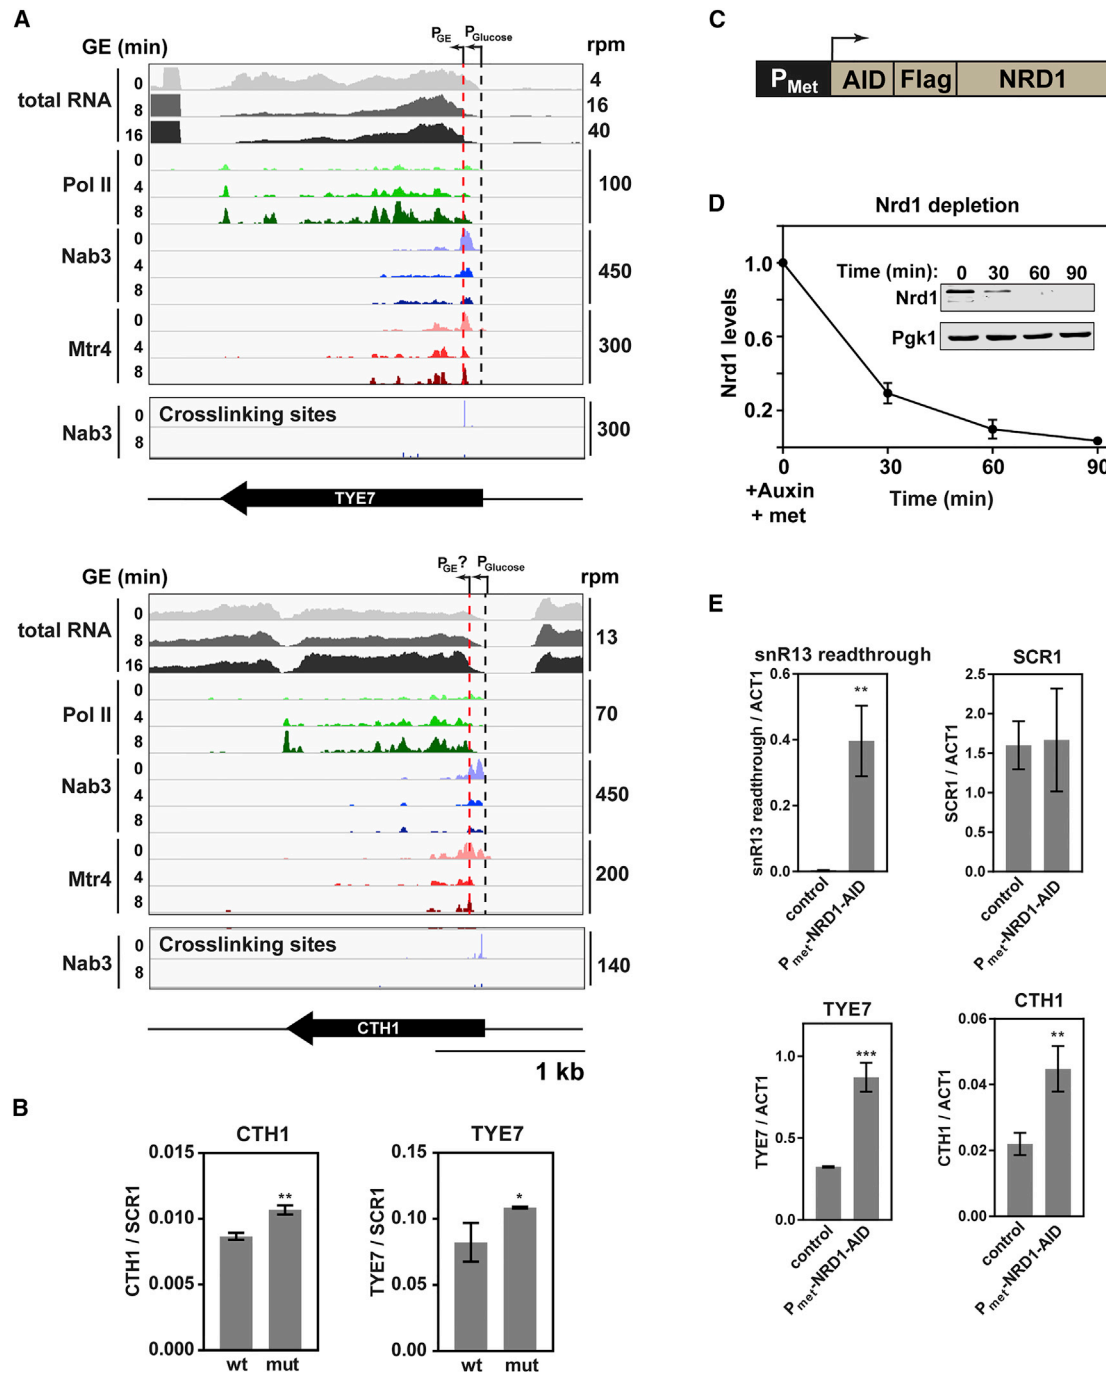 A
GE (min)
P_GE P_Glucose
rpm
total RNA
0
8
16
4
16
40
Pol II
0
4
8
100
Nab3
0
4
8
450
Mtr4
0
4
8
300
Nab3
0
8
Crosslinking sites
300
TYE7
GE (min)
P_GE? P_Glucose
rpm
total RNA
0
8
16
13
Pol II
0
4
8
70
Nab3
0
4
8
450
Mtr4
0
4
8
200
Nab3
0
8
Crosslinking sites
140
CTH1
1 kb
B
CTH1
CTH1 / SCR1
0.015
0.010
0.005
0.000
**
wt mut
TYE7
TYE7 / SCR1
0.15
0.10
0.05
0.00
*
wt mut
C
P_Met AID Flag NRD1
D
Nrd1 depletion
Nrd1 levels
1.0
0.6
0.2
Time (min): 0 30 60 90
Nrd1
Pgk1
0 30 60 90
+Auxin
+ met
Time (min)
E
snR13 readthrough
snR13 readthrough / ACT1
0.6
0.4
0.2
0.0
**
control
P_met-NRD1-AID
SCR1
SCR1 / ACT1
2.5
2.0
1.5
1.0
0.5
0.0
control
P_met-NRD1-AID
TYE7
TYE7 / ACT1
1.0
0.5
0.0
***
control
P_met-NRD1-AID
CTH1
CTH1 / ACT1
0.06
0.04
0.02
0.00
**
control
P_met-NRD1-AID